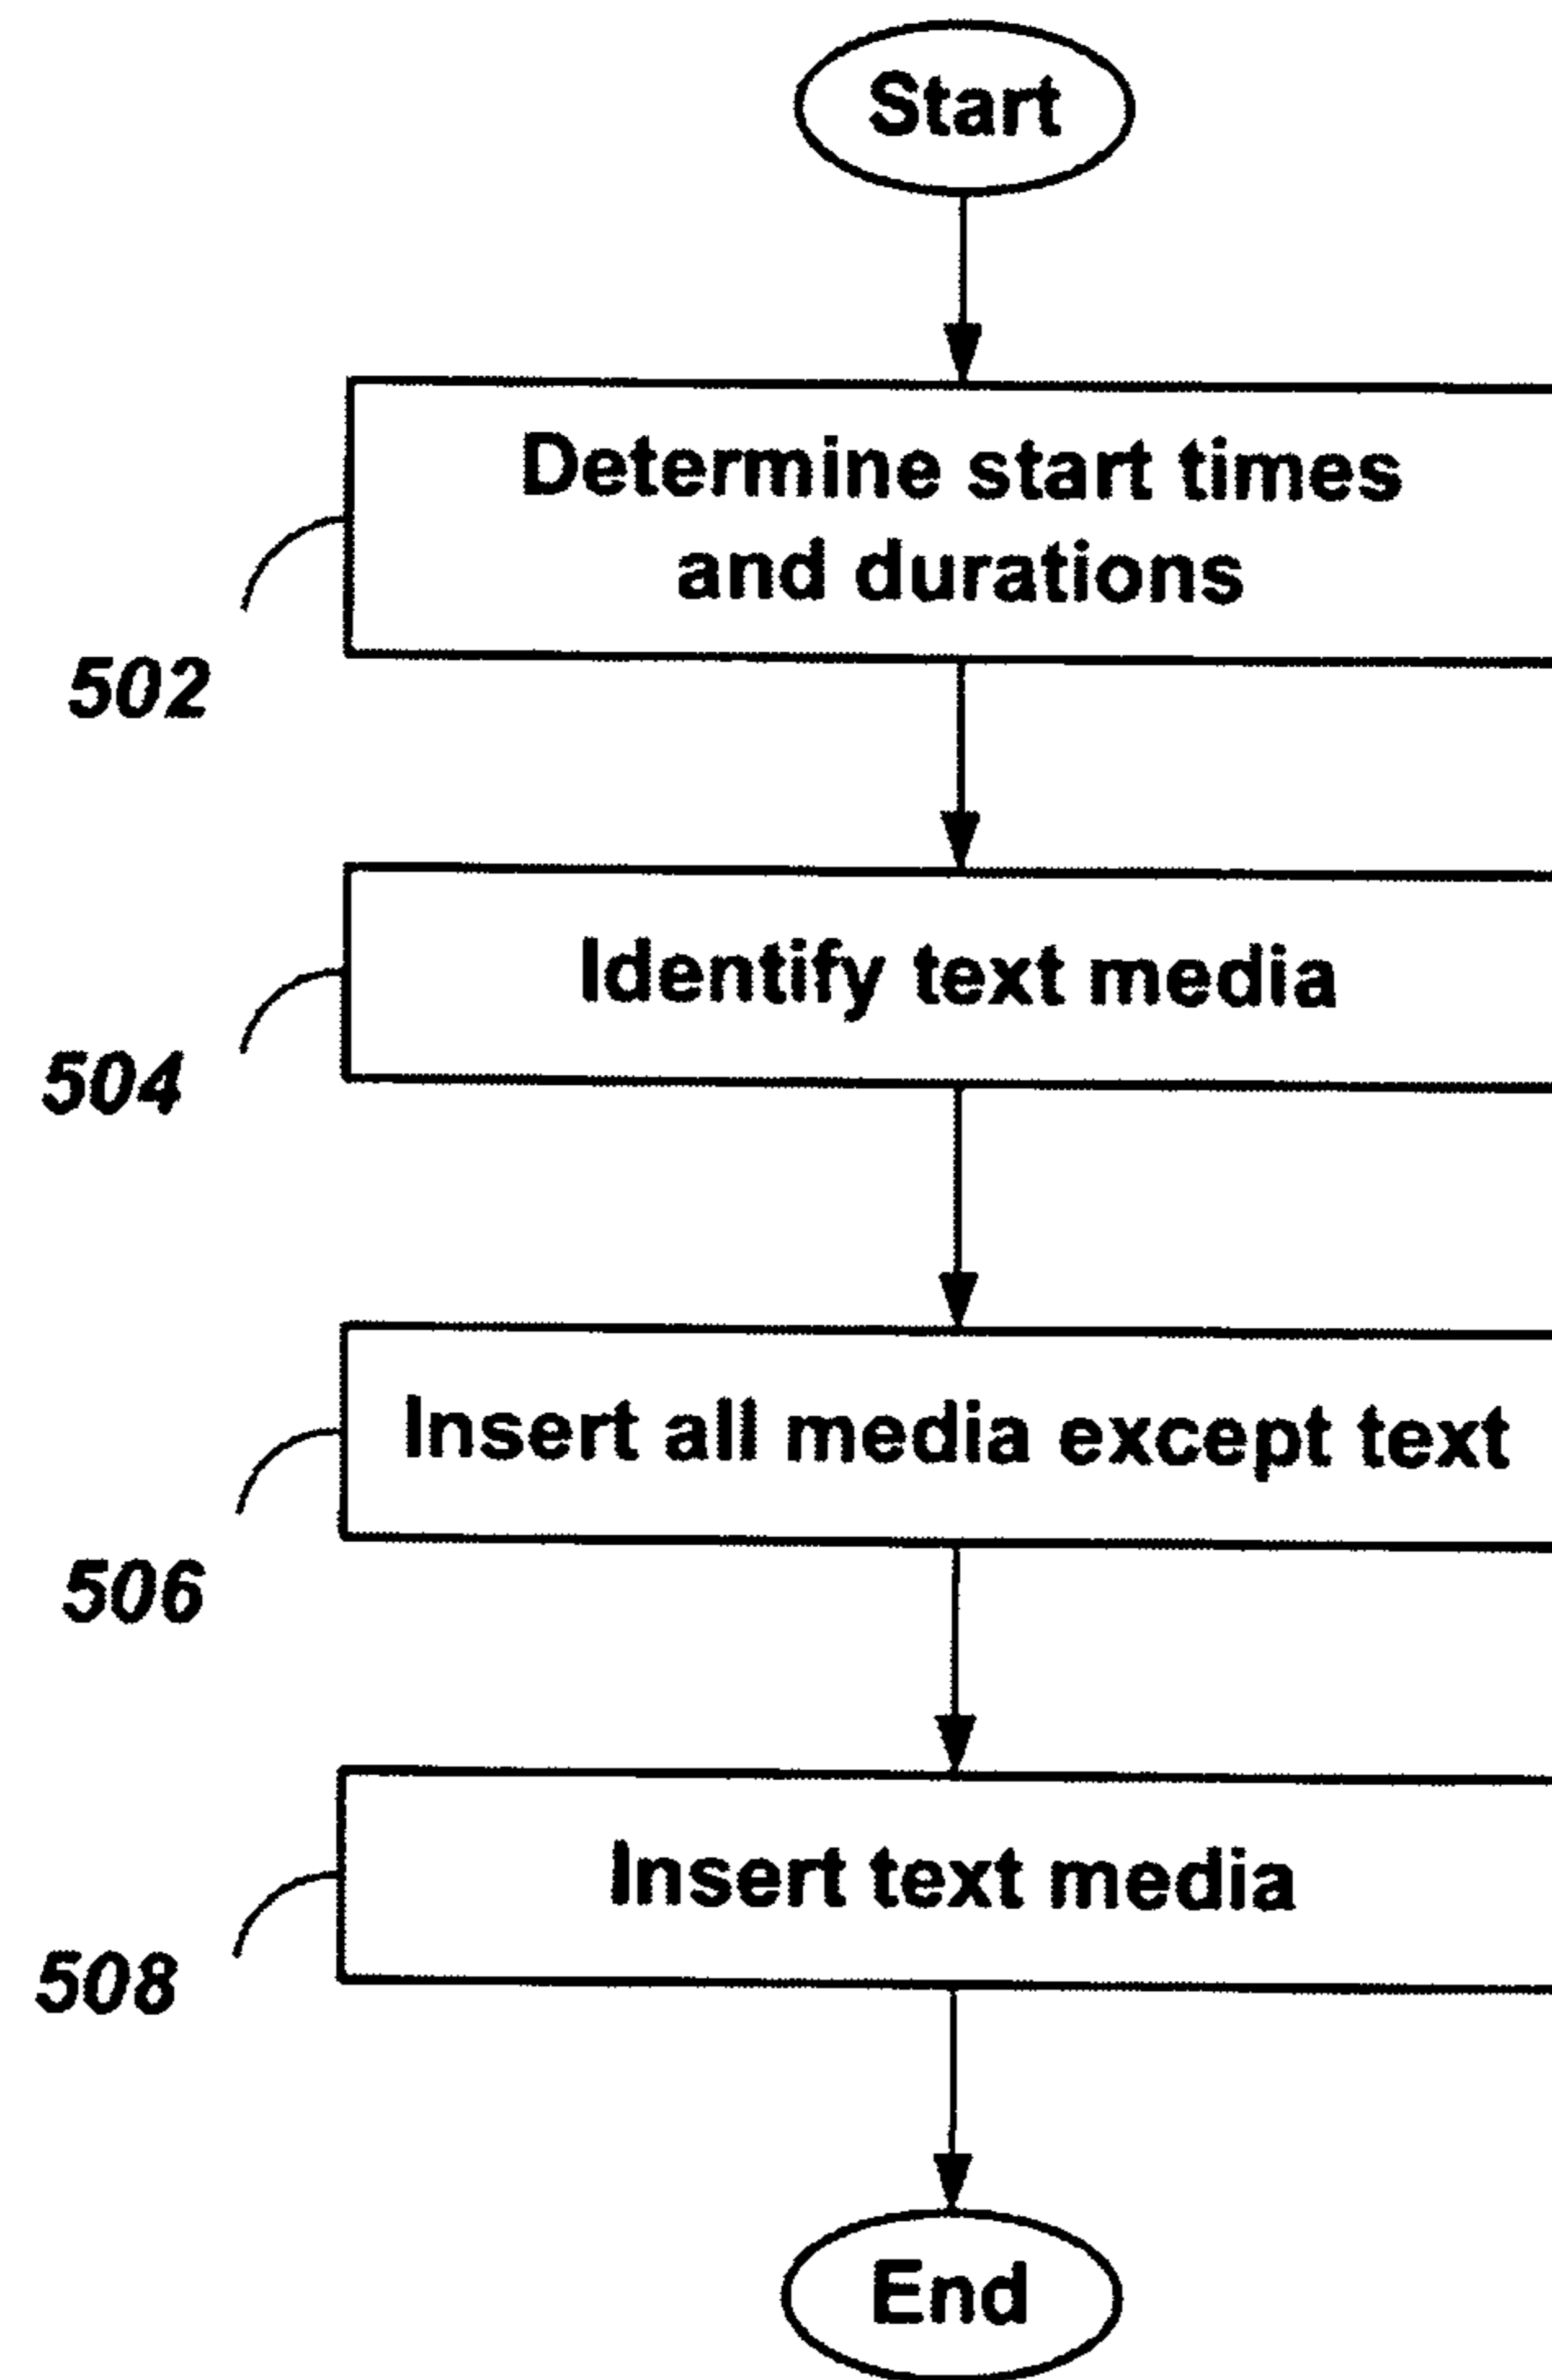 Start
Determine start times
and durations
502
Identify text media
504
Insert all media except text
506
Insert text media
508
End